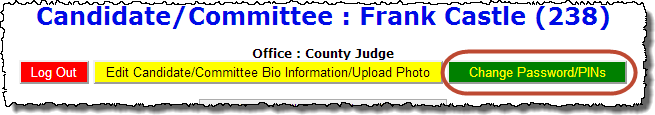 Candidate/Committee : Frank Castle (238)
Office : County Judge
Log Out Edit Candidate/Committee Bio Information/Upload Photo Change Password/PINs